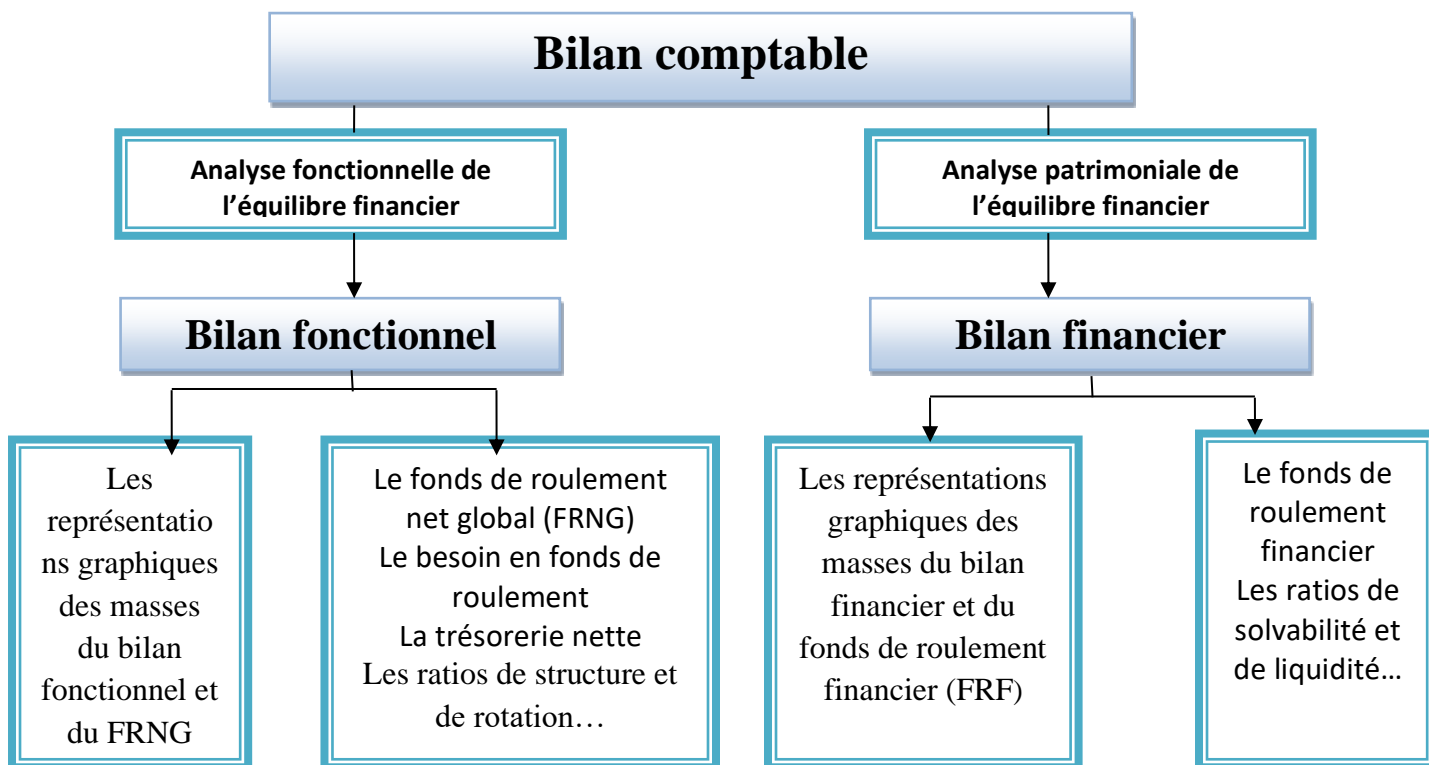 Bilan comptable
Analyse fonctionnelle de
l'équilibre financier
Analyse patrimoniale de
l'équilibre financier
Bilan fonctionnel
Bilan financier
Les
représentatio
ns graphiques
des masses
du bilan
fonctionnel et
du FRNG
Le fonds de roulement
net global (FRNG)
Le besoin en fonds de
roulement
La trésorerie nette
Les ratios de structure et
de rotation…
Les représentations
graphiques des
masses du bilan
financier et du
fonds de roulement
financier (FRF)
Le fonds de
roulement
financier
Les ratios de
solvabilité et
de liquidité…